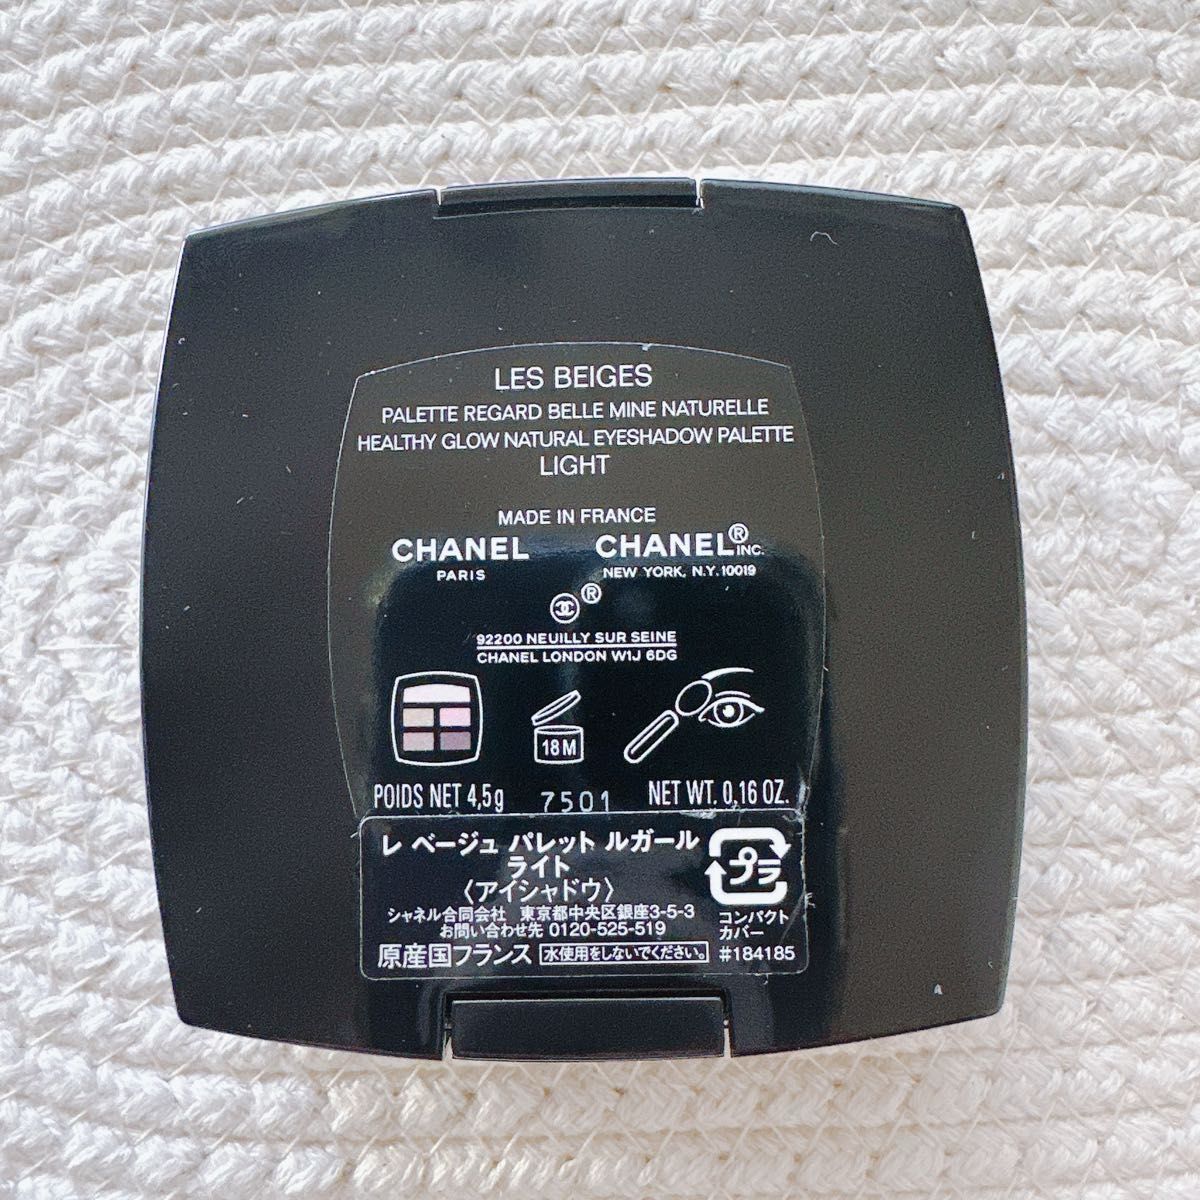 LES BEIGES
PALETTE REGARD BELLE MINE NATURELLE
HEALTHY GLOW NATURAL EYESHADOW PALETTE
LIGHT
MADE IN FRANCE
CHANEL CHANEL® INC.
PARIS NEW YORK, N.Y. 10019
®
92200 NEUILLY SUR SEINE
CHANEL LONDON W1J 6DG
18 M
POIDS NET 4,5g 7501 NET WT. 0.16 OZ.
レ ベージュ パレット ルガール
ライト
〈アイシャドウ〉
シャネル合同会社 東京都中央区銀座3-5-3
お問い合わせ先 0120-525-519
原産国フランス 水使用をしないでください。
プラ
コンパクト
カバー
#184185